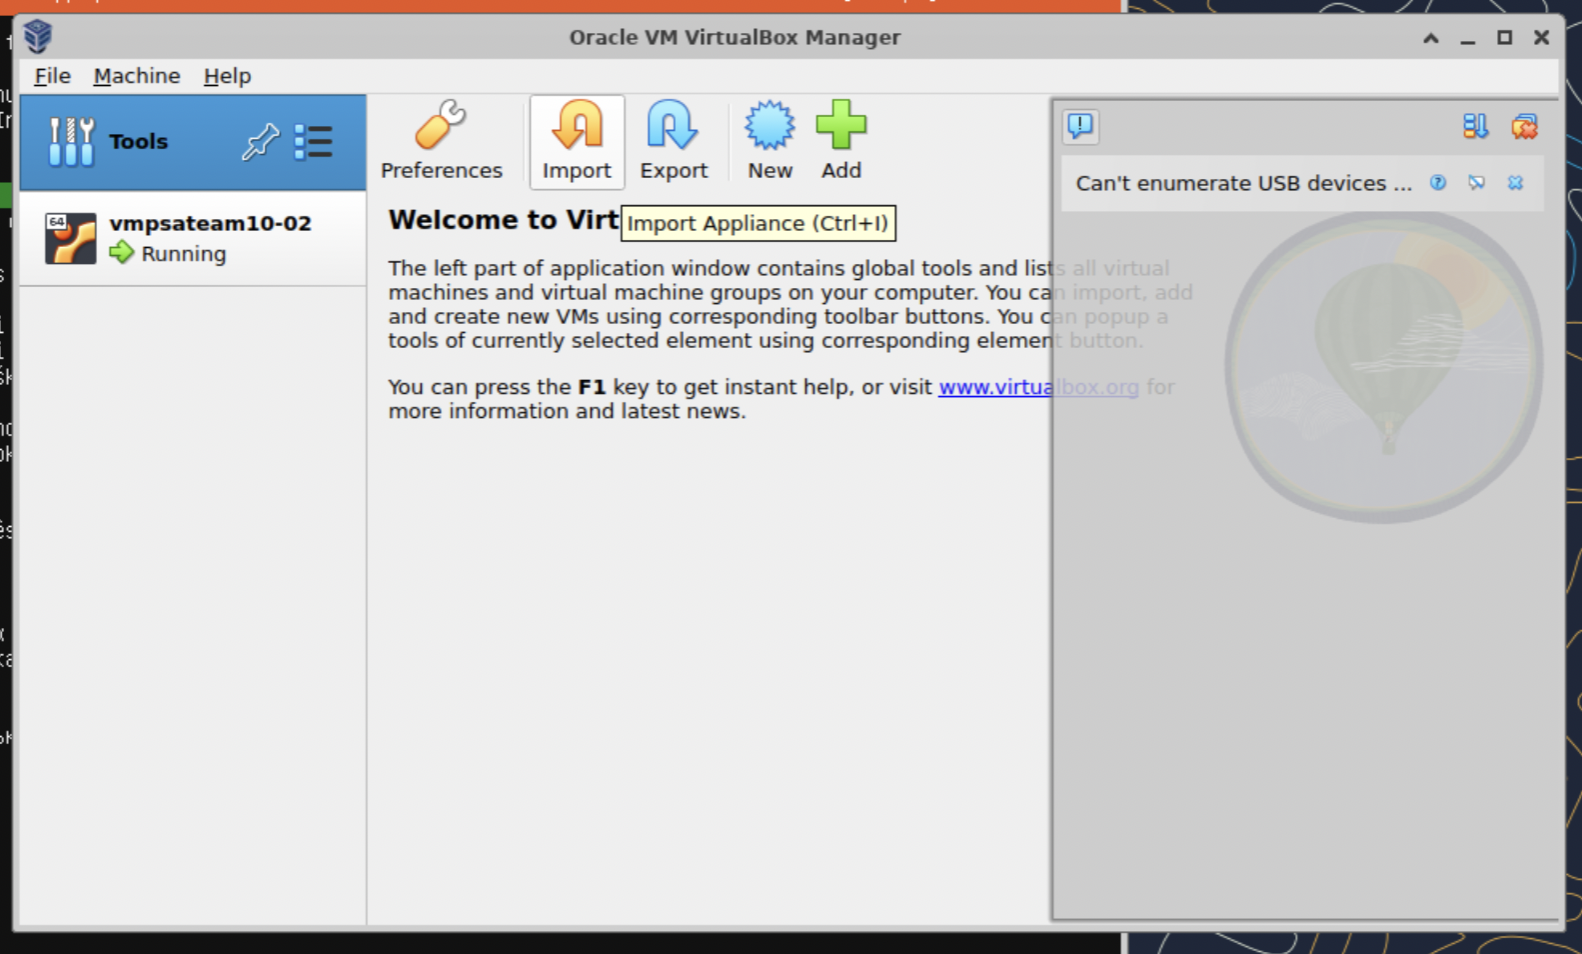 Oracle VM VirtualBox Manager
File Machine Help
Tools
Preferences Import Export New Add
Can't enumerate USB devices ...
64
vmpsateam10-02
Running
Welcome to Virt
Import Appliance (Ctrl+I)
The left part of application window contains global tools and lists all virtual
machines and virtual machine groups on your computer. You can import, add
and create new VMs using corresponding toolbar buttons. You can popup a
tools of currently selected element using corresponding element button.
You can press the F1 key to get instant help, or visit www.virtualbox.org for
more information and latest news.